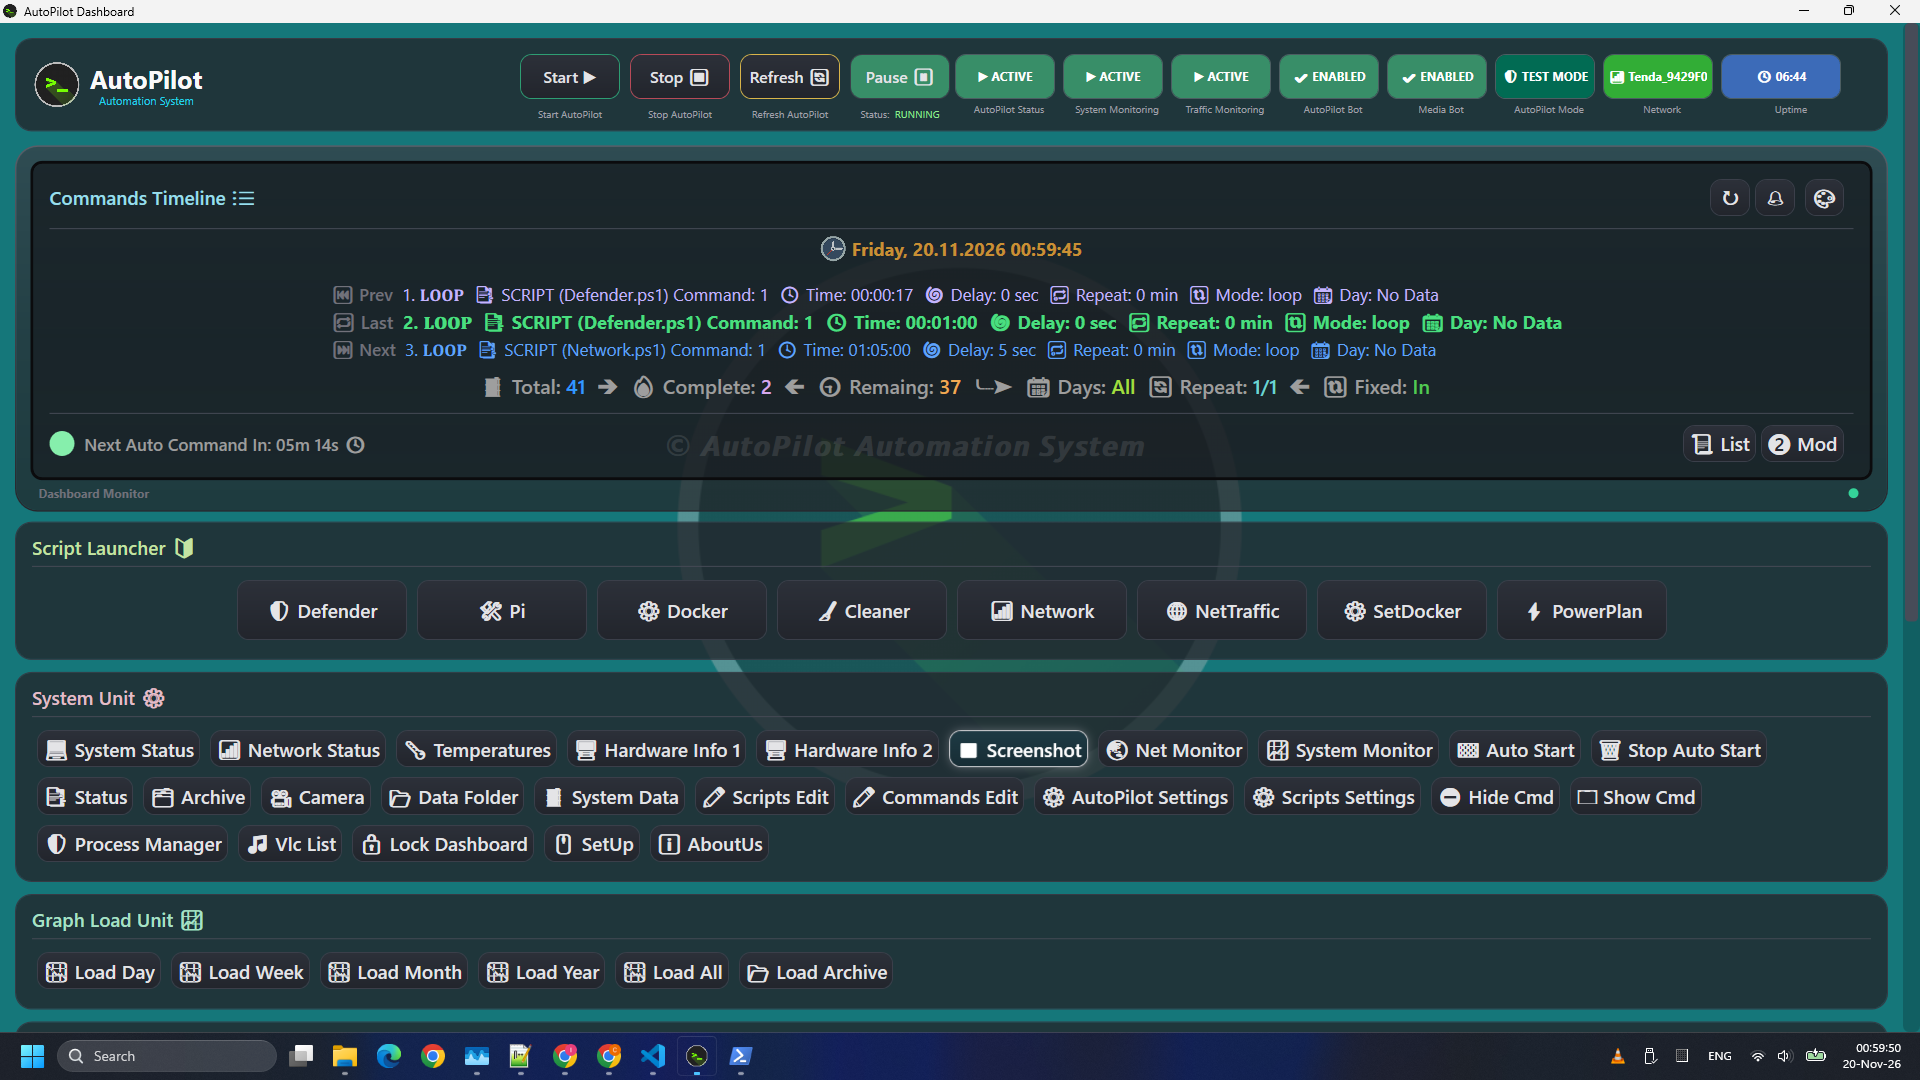 AutoPilot Dashboard
AutoPilot
Automation System
Start
Stop
Refresh
Pause
ACTIVE
ACTIVE
ACTIVE
ENABLED
ENABLED
TEST MODE
Tenda_9429F0
06:44
Start AutoPilot
Stop AutoPilot
Refresh AutoPilot
Status: RUNNING
AutoPilot Status
System Monitoring
Traffic Monitoring
AutoPilot Bot
Media Bot
AutoPilot Mode
Network
Uptime
Commands Timeline
Friday, 20.11.2026 00:59:45
Prev 1. LOOP SCRIPT (Defender.ps1) Command: 1 Time: 00:00:17 Delay: 0 sec Repeat: 0 min Mode: loop Day: No Data
Last 2. LOOP SCRIPT (Defender.ps1) Command: 1 Time: 00:01:00 Delay: 0 sec Repeat: 0 min Mode: loop Day: No Data
Next 3. LOOP SCRIPT (Network.ps1) Command: 1 Time: 01:05:00 Delay: 5 sec Repeat: 0 min Mode: loop Day: No Data
Total: 41 Complete: 2 Remaing: 37 Days: All Repeat: 1/1 Fixed: In
Next Auto Command In: 05m 14s
© AutoPilot Automation System
List
2 Mod
Dashboard Monitor
Script Launcher
Defender
Pi
Docker
Cleaner
Network
NetTraffic
SetDocker
PowerPlan
System Unit
System Status
Network Status
Temperatures
Hardware Info 1
Hardware Info 2
Screenshot
Net Monitor
System Monitor
Auto Start
Stop Auto Start
Status
Archive
Camera
Data Folder
System Data
Scripts Edit
Commands Edit
AutoPilot Settings
Scripts Settings
Hide Cmd
Show Cmd
Process Manager
Vlc List
Lock Dashboard
SetUp
AboutUs
Graph Load Unit
Load Day
Load Week
Load Month
Load Year
Load All
Load Archive
Search
ENG
00:59:50
20-Nov-26